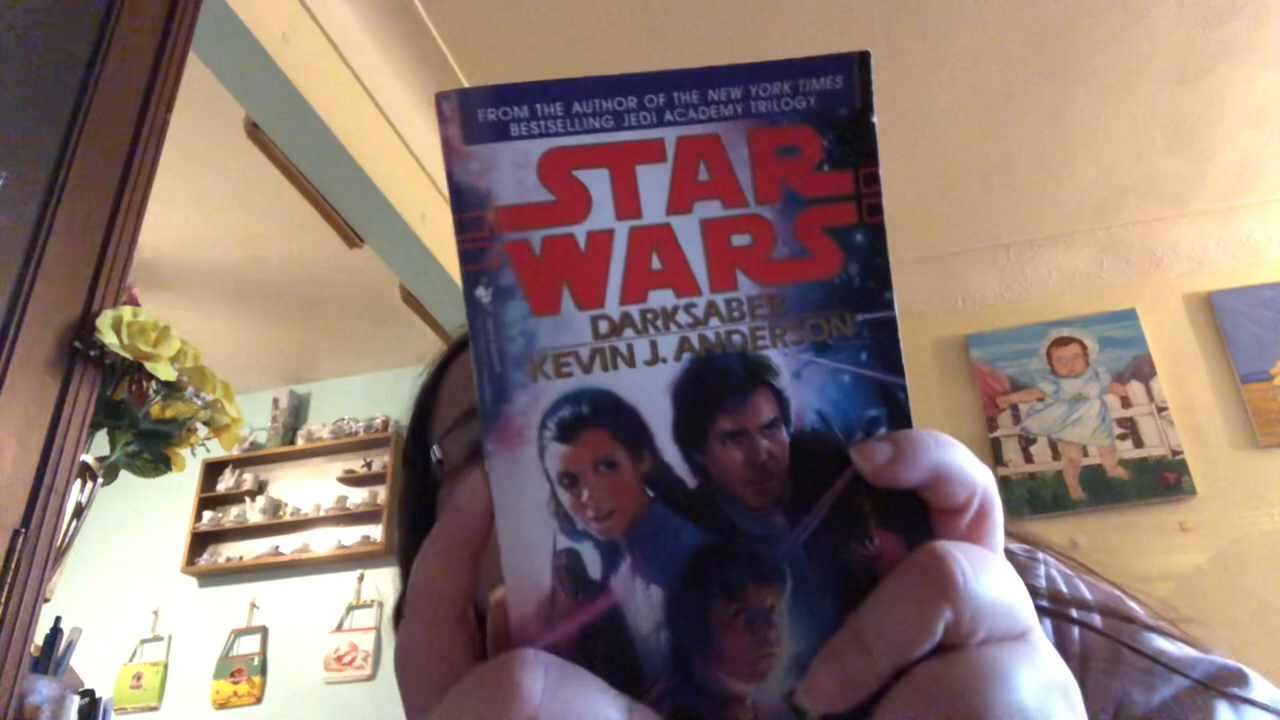 FROM THE AUTHOR OF THE NEW YORK TIMES
BESTSELLING JEDI ACADEMY TRILOGY
STAR
WARS
DARKSABER
KEVIN J. ANDERSON